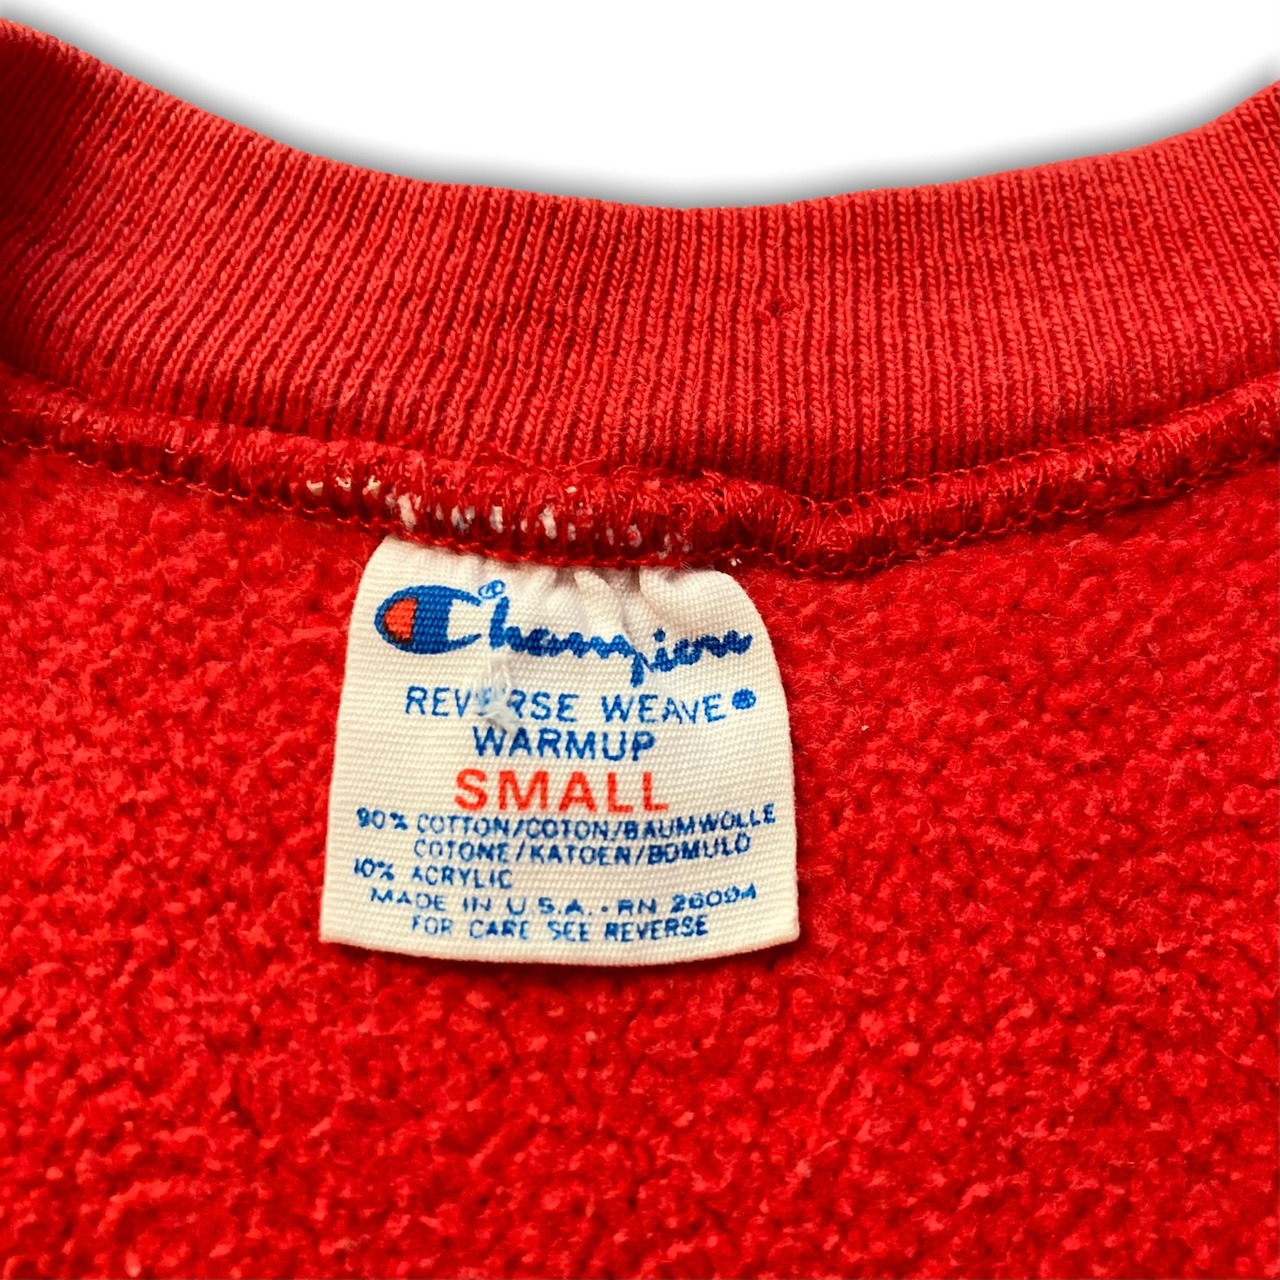 Champion®
REVERSE WEAVE®
WARMUP
SMALL
90% COTTON/COTON/BAUMWOLLE
COTONE/KATOEN/BOMULD
10% ACRYLIC
MADE IN U.S.A. · RN 26094
FOR CARE SEE REVERSE